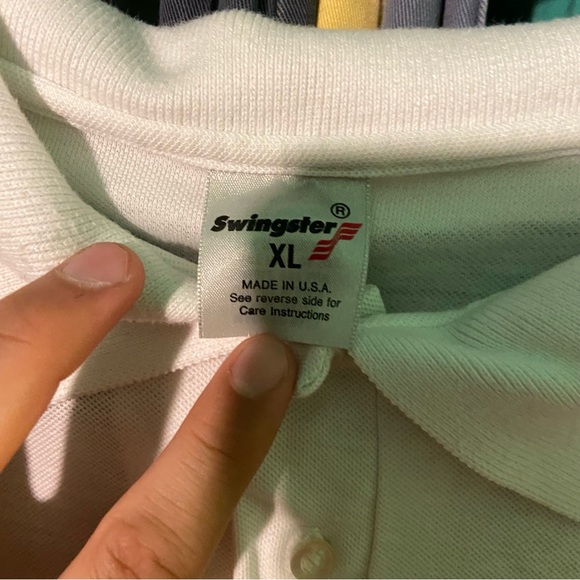 Swingster®
XL
MADE IN U.S.A.
See reverse side for
Care Instructions